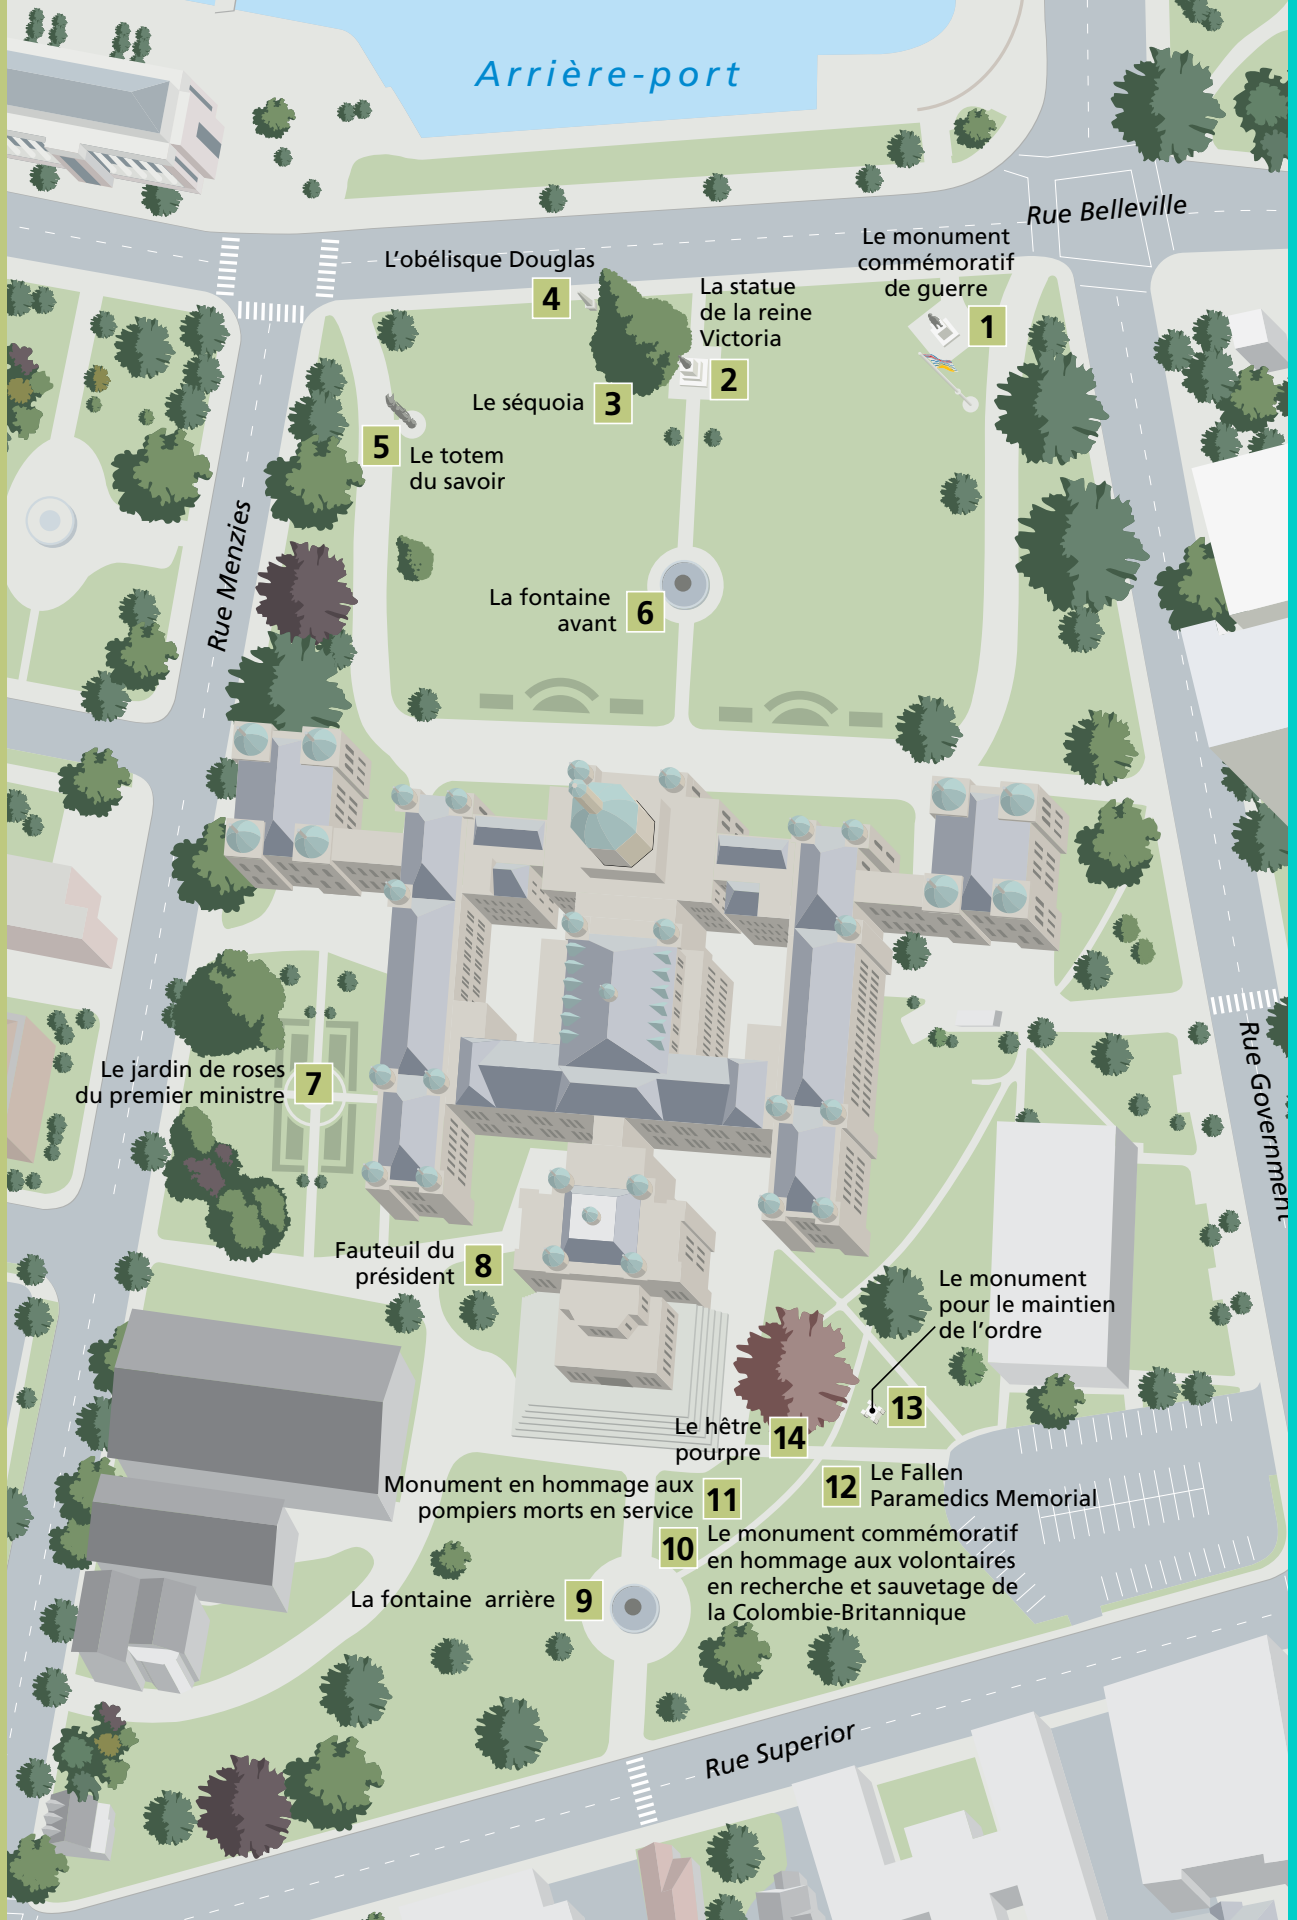 Arrière-port
Rue Belleville
Le monument
commémoratif
de guerre
1
L'obélisque Douglas
4
La statue
de la reine
Victoria
2
Le séquoia
3
5
Le totem
du savoir
Rue Menzies
La fontaine
avant
6
Rue Government
Le jardin de roses
du premier ministre
7
Fauteuil du
président
8
Le monument
pour le maintien
de l'ordre
13
Le hêtre
pourpre
14
12
Le Fallen
Paramedics Memorial
Monument en hommage aux
pompiers morts en service
11
10
Le monument commémoratif
en hommage aux volontaires
en recherche et sauvetage de
la Colombie-Britannique
La fontaine  arrière
9
Rue Superior